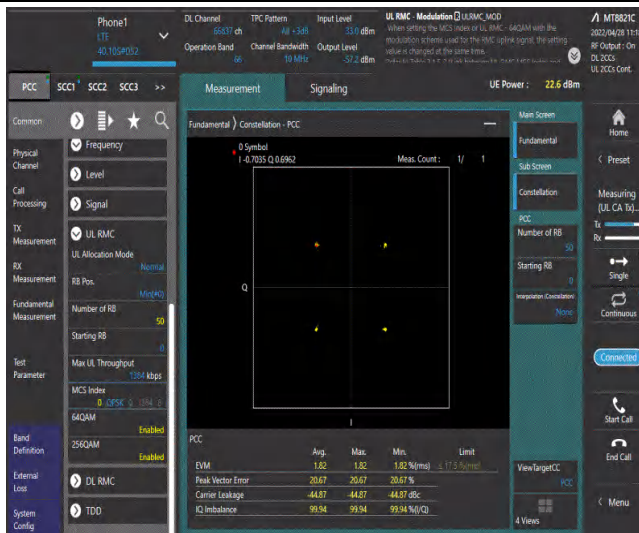 Phone1
LTE
DL Channel
66837 ch
TPC Pattern
All +3dB
Input Level
33.0 dBm
Operation Band
66
Channel Bandwidth
10 MHz
Output Level
-57.2 dBm
UL RMC - Modulation ULRMC_MOD
When setting the MCS Index or UL RMC - 64QAM with the
modulation scheme used for the RMC uplink signal, the setting
value is changed at the same time.
MT8821C
2022/04/28 11:1
RF Output : On
DL 2CCs
UL 2CCs Cont.
PCC
SCC1
SCC2
SCC3
>>
Measurement
Signaling
UE Power : 22.6 dBm
Common
Physical
Channel
Call
Processing
TX
Measurement
RX
Measurement
Fundamental
Measurement
Test
Parameter
Band
Definition
External
Loss
System
Config
Frequency
Level
Signal
UL RMC
UL Allocation Mode
Normal
RB Pos.
Min(#0)
Number of RB
50
Starting RB
0
Max UL Throughput
1384 kbps
MCS Index
0 QPSK 0 1384 6
64QAM
Enabled
256QAM
Enabled
DL RMC
TDD
Fundamental > Constellation - PCC
0 Symbol
I -0.7035 Q 0.6962
Meas. Count : 1/ 1
Q
I
PCC
Avg. Max. Min. Limit
EVM 1.82 1.82 1.82 %(rms) ≤ 17.5 %(rms)
Peak Vector Error 20.67 20.67 20.67 %
Carrier Leakage -44.87 -44.87 -44.87 dBc
IQ Imbalance 99.94 99.94 99.94 %(I/Q)
Main Screen
Fundamental
Sub Screen
Constellation
PCC
Number of RB
50
Starting RB
0
Interpolation (Constellation)
None
ViewTargetCC
PCC
4 Views
Home
< Preset
Measuring
(UL CA Tx)...
Tx
Rx
Single
Continuous
Connected
Start Call
End Call
< Menu